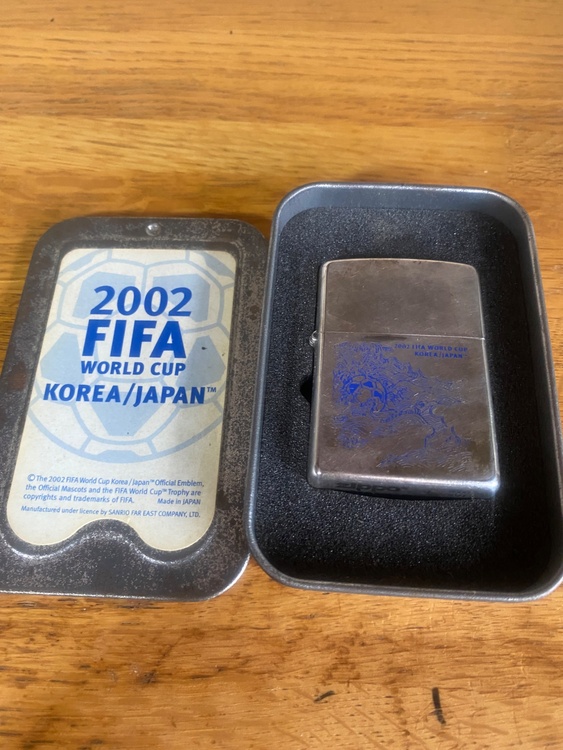 2002
FIFA
WORLD CUP
KOREA/JAPAN™
© The 2002 FIFA World Cup Korea/Japan™ Official Emblem,
the Official Mascots and the FIFA World Cup™ Trophy are
copyrights and trademarks of FIFA. Made in JAPAN
Manufactured under licence by SANRIO FAR EAST COMPANY, LTD.
2002 FIFA WORLD CUP
KOREA/JAPAN